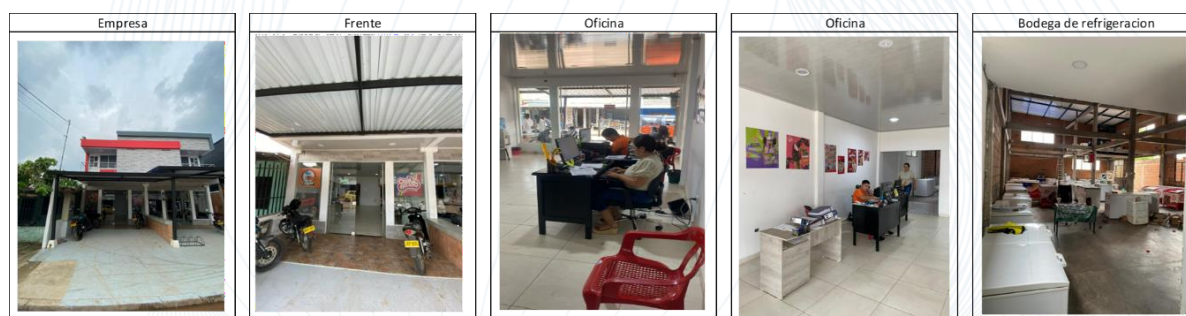 Empresa
Frente
Oficina
Oficina
Bodega de refrigeracion